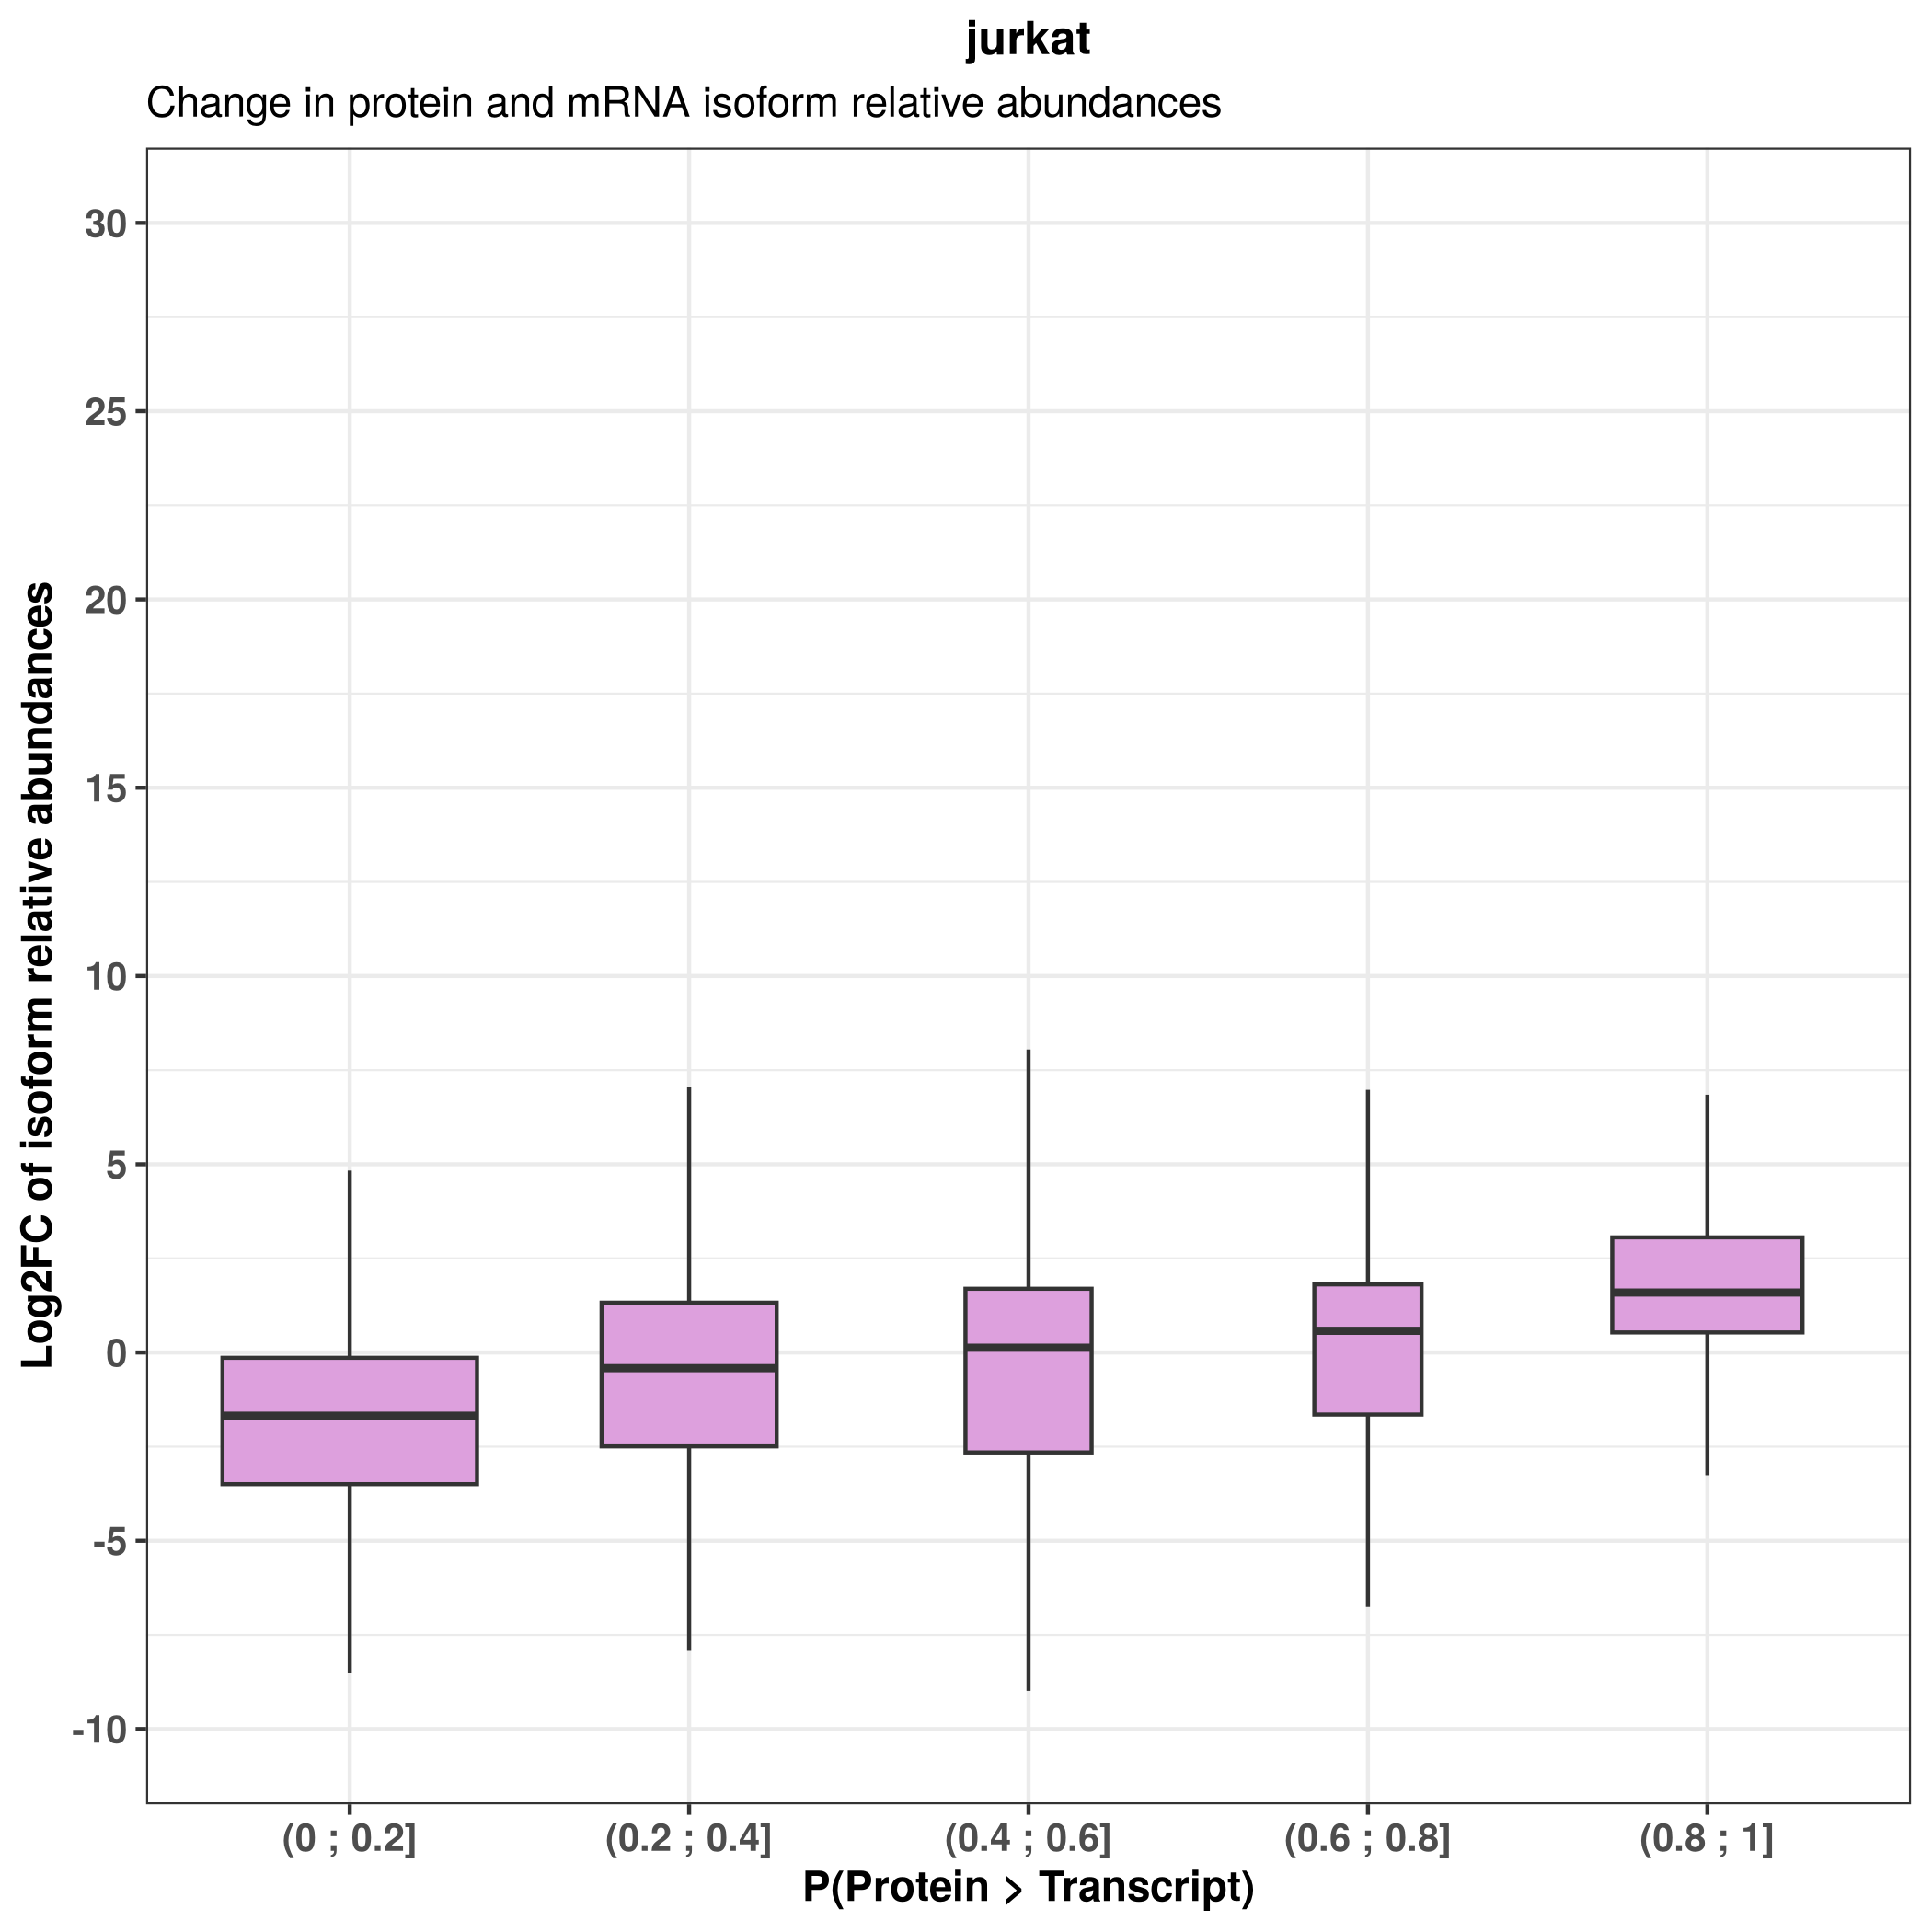 jurkat
Change in protein and mRNA isoform relative abundances
Log2FC of isoform relative abundances
30
25
20
15
10
5
0
-5
-10
(0 ; 0.2]
(0.2 ; 0.4]
(0.4 ; 0.6]
(0.6 ; 0.8]
(0.8 ; 1]
P(Protein > Transcript)